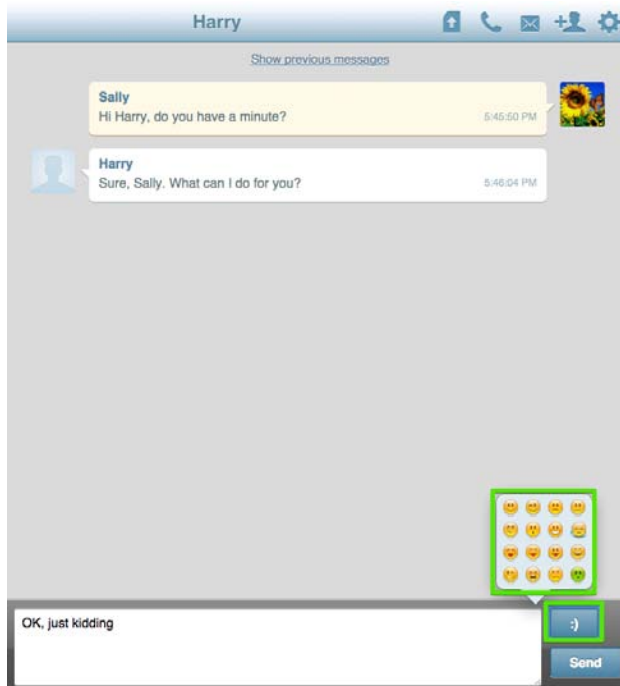 Harry
Show previous messages
Sally
Hi Harry, do you have a minute?
5:45:50 PM
Harry
Sure, Sally. What can I do for you?
5:46:04 PM
OK, just kidding
:)
Send